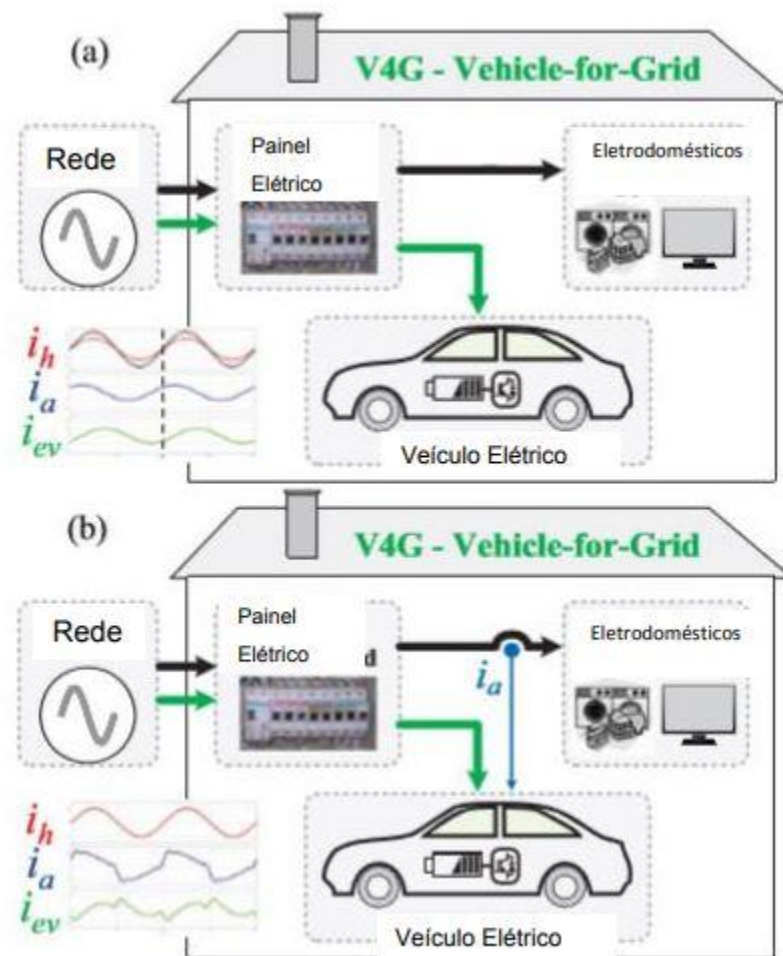 (a)
V4G - Vehicle-for-Grid
Rede
Painel
Elétrico
Eletrodomésticos
i_h
i_a
i_ev
Veículo Elétrico
(b)
V4G - Vehicle-for-Grid
Rede
Painel
Elétrico
d
Eletrodomésticos
i_a
i_h
i_a
i_ev
Veículo Elétrico